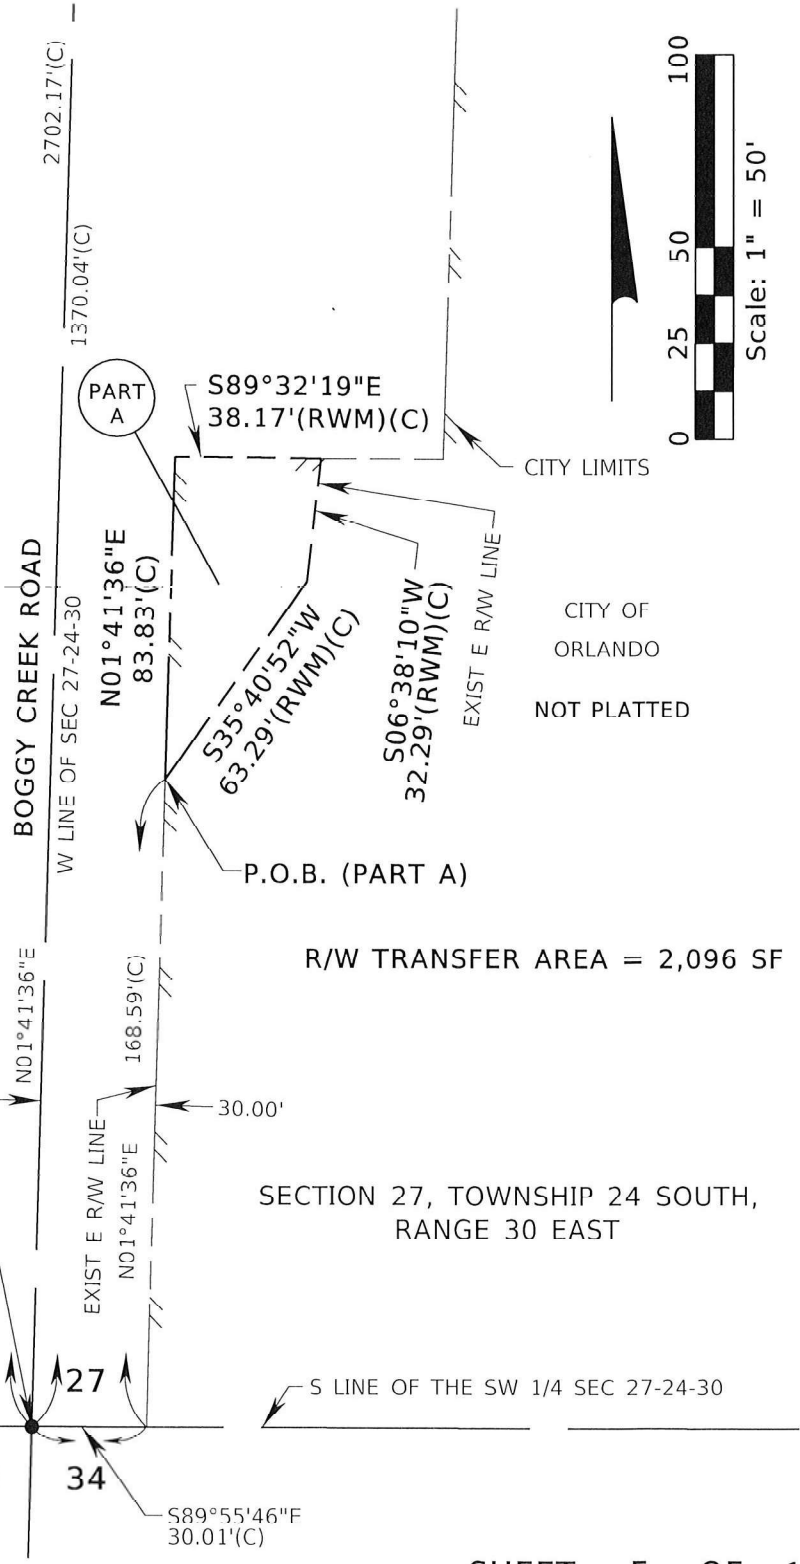 2702.17'(C)
1370.04'(C)
100
50
25
0
Scale: 1" = 50'
PART
A
S89°32'19"E
38.17'(RWM)(C)
CITY LIMITS
N01°41'36"E
83.83'(C)
BOGGY CREEK ROAD
W LINE OF SEC 27-24-30
S35°40'52"W
63.29'(RWM)(C)
S06°38'10"W
32.29'(RWM)(C)
EXIST E R/W LINE
CITY OF
ORLANDO
NOT PLATTED
P.O.B. (PART A)
R/W TRANSFER AREA = 2,096 SF
N01°41'36"E
168.59'(C)
30.00'
EXIST E R/W LINE
N01°41'36"E
SECTION 27, TOWNSHIP 24 SOUTH,
RANGE 30 EAST
27
S LINE OF THE SW 1/4 SEC 27-24-30
34
S89°55'46"E
30.01'(C)